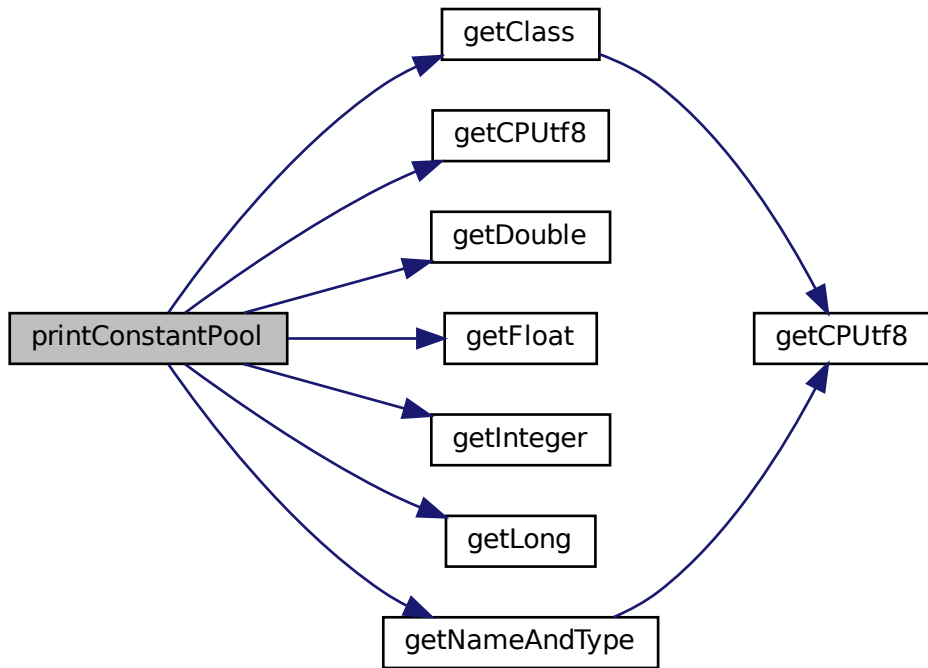 getClass
getCPUtf8
getDouble
printConstantPool
getFloat
getCPUtf8
getInteger
getLong
getNameAndType